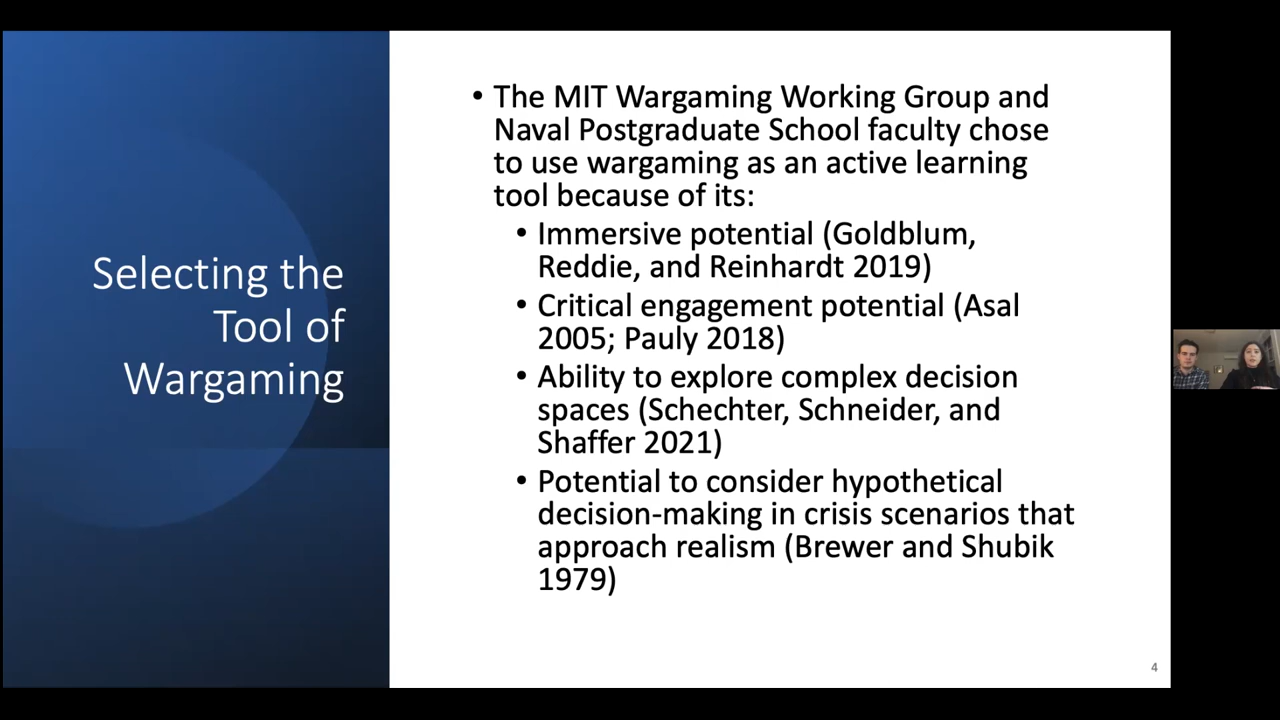 Selecting the
Tool of
Wargaming
• The MIT Wargaming Working Group and
Naval Postgraduate School faculty chose
to use wargaming as an active learning
tool because of its:
• Immersive potential (Goldblum,
Reddie, and Reinhardt 2019)
• Critical engagement potential (Asal
2005; Pauly 2018)
• Ability to explore complex decision
spaces (Schechter, Schneider, and
Shaffer 2021)
• Potential to consider hypothetical
decision-making in crisis scenarios that
approach realism (Brewer and Shubik
1979)
4